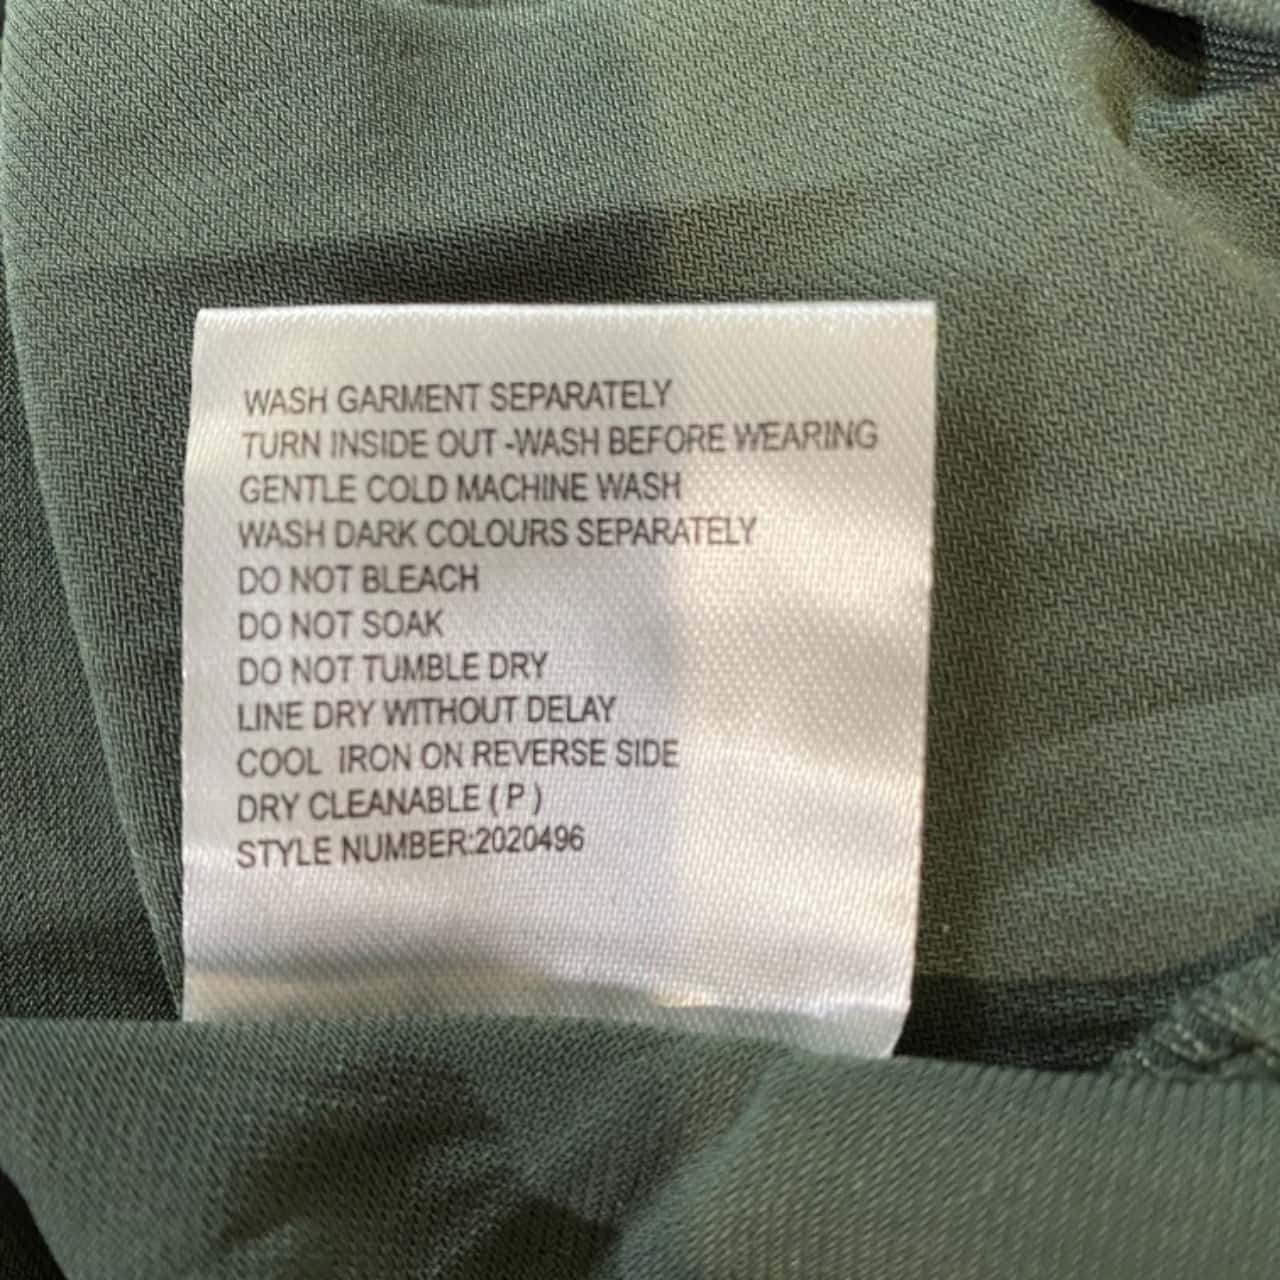 WASH GARMENT SEPARATELY
TURN INSIDE OUT -WASH BEFORE WEARING
GENTLE COLD MACHINE WASH
WASH DARK COLOURS SEPARATELY
DO NOT BLEACH
DO NOT SOAK
DO NOT TUMBLE DRY
LINE DRY WITHOUT DELAY
COOL IRON ON REVERSE SIDE
DRY CLEANABLE ( P )
STYLE NUMBER:2020496